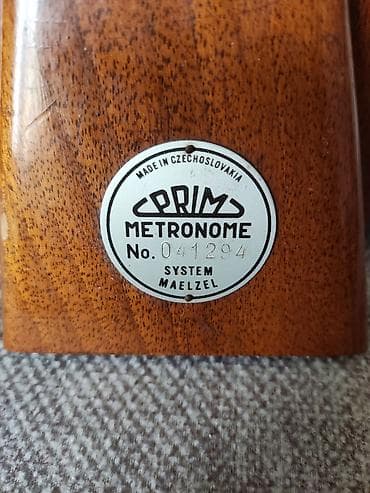 MADE IN CZECHOSLOVAKIA
PRIM
METRONOME
No. 041294
SYSTEM
MAELZEL